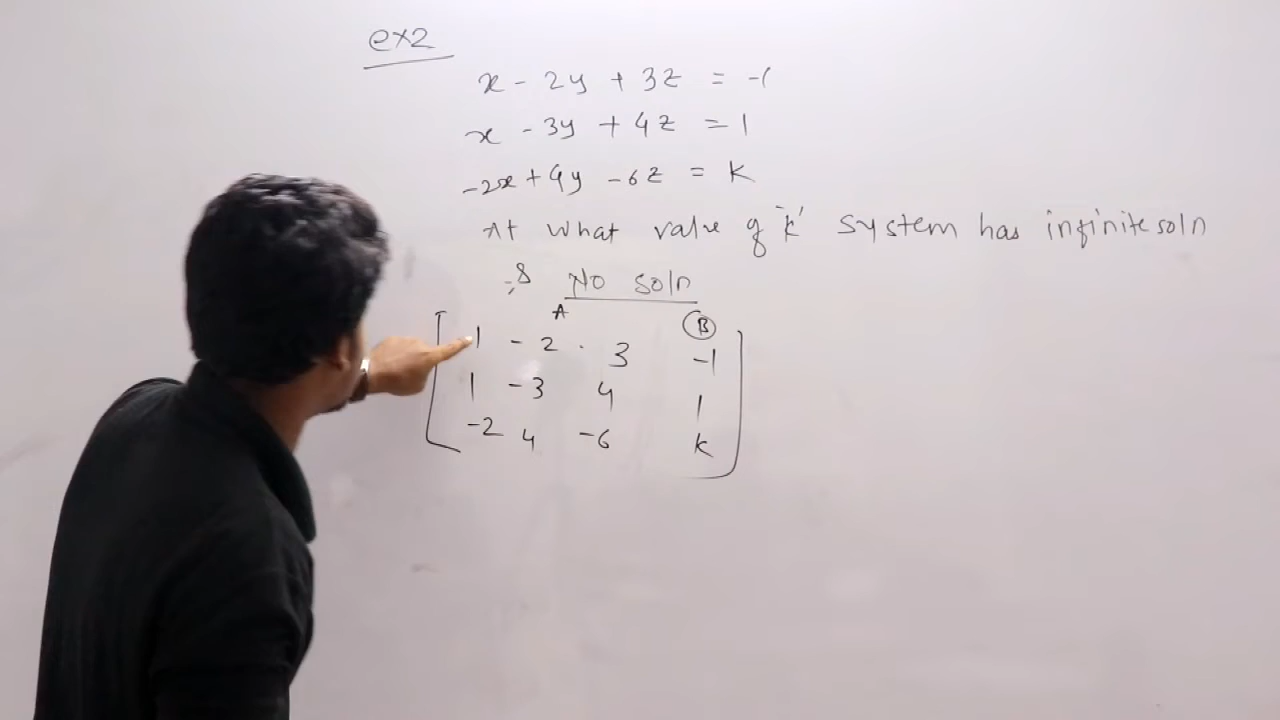 ex2
x - 2y + 3z = -1
x - 3y + 4z = 1
-2x + 4y - 6z = k
At what value of 'k' system has infinite soln
& No soln
A B
1 -2 3 -1
1 -3 4 1
-2 4 -6 k